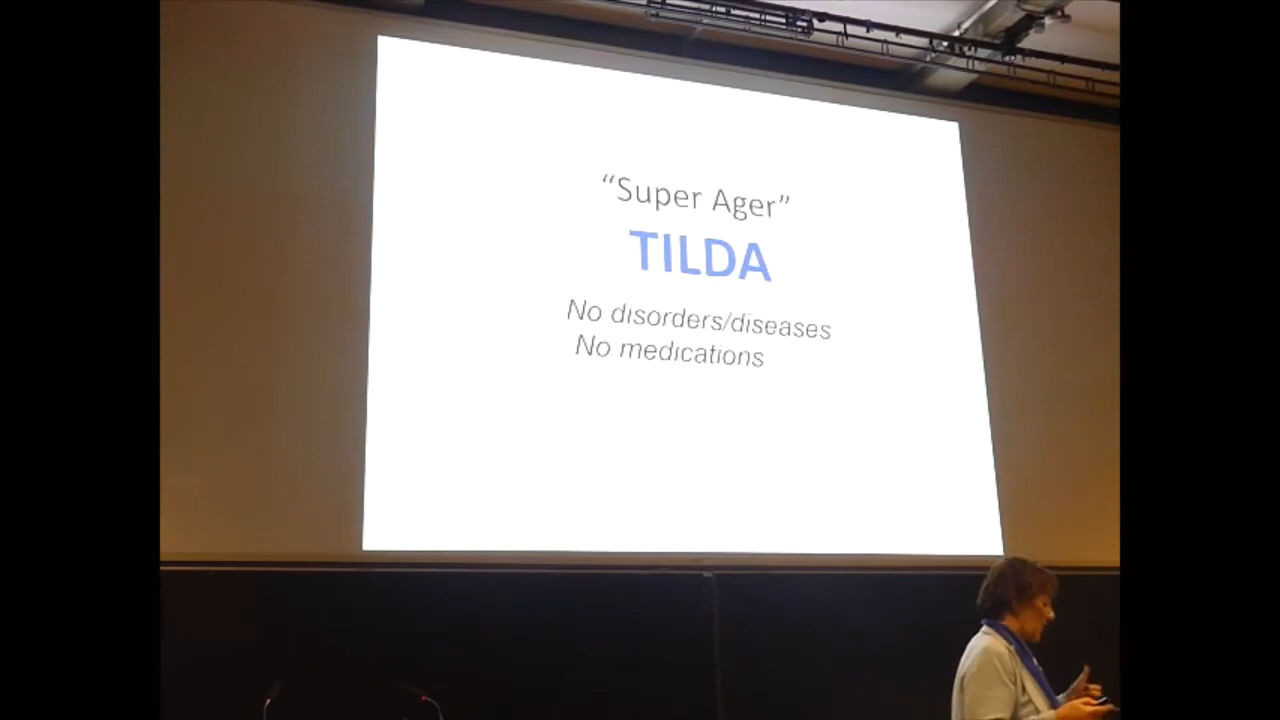 “Super Ager”
TILDA
No disorders/diseases
No medications